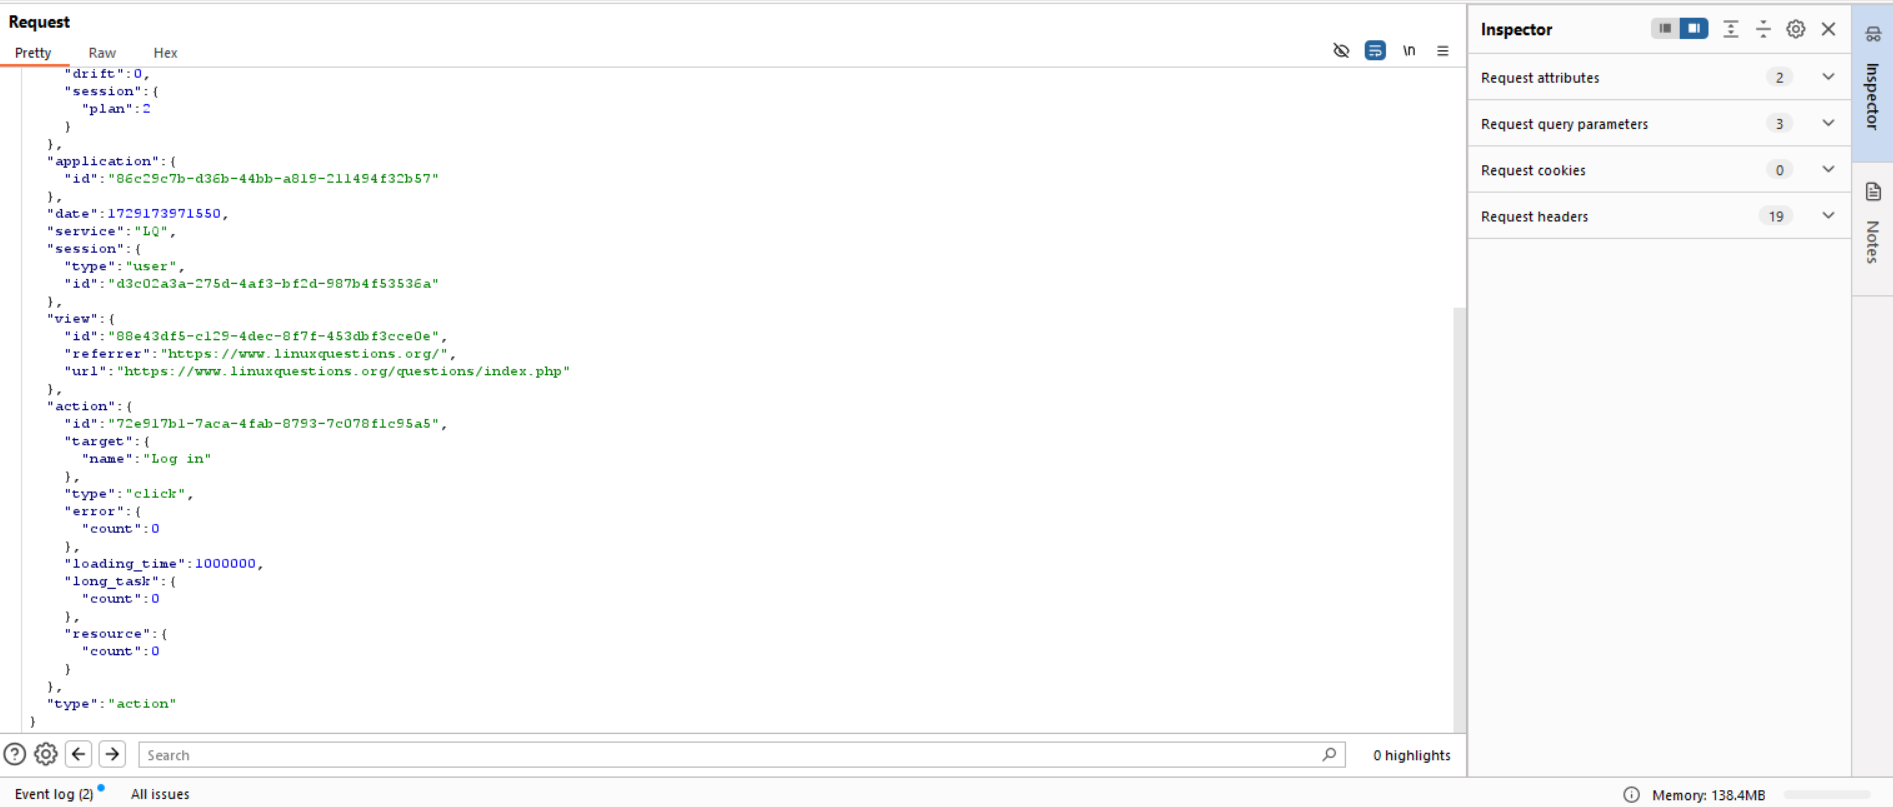 Request
Pretty Raw Hex
\n
"drift":0,
"session":{
"plan":2
}
},
"application":{
"id":"86c29c7b-d36b-44bb-a819-211494f32b57"
},
"date":1729173971550,
"service":"LQ",
"session":{
"type":"user",
"id":"d3c02a3a-275d-4af3-bf2d-987b4f53536a"
},
"view":{
"id":"88e43df5-c129-4dec-8f7f-453dbf3cce0e",
"referrer":"https://www.linuxquestions.org/",
"url":"https://www.linuxquestions.org/questions/index.php"
},
"action":{
"id":"72e917b1-7aca-4fab-8793-7c078f1c95a5",
"target":{
"name":"Log in"
},
"type":"click",
"error":{
"count":0
},
"loading_time":1000000,
"long_task":{
"count":0
},
"resource":{
"count":0
}
},
"type":"action"
}
Search
0 highlights
Inspector
Request attributes 2
Request query parameters 3
Request cookies 0
Request headers 19
Inspector
Notes
Event log (2) All issues
Memory: 138.4MB